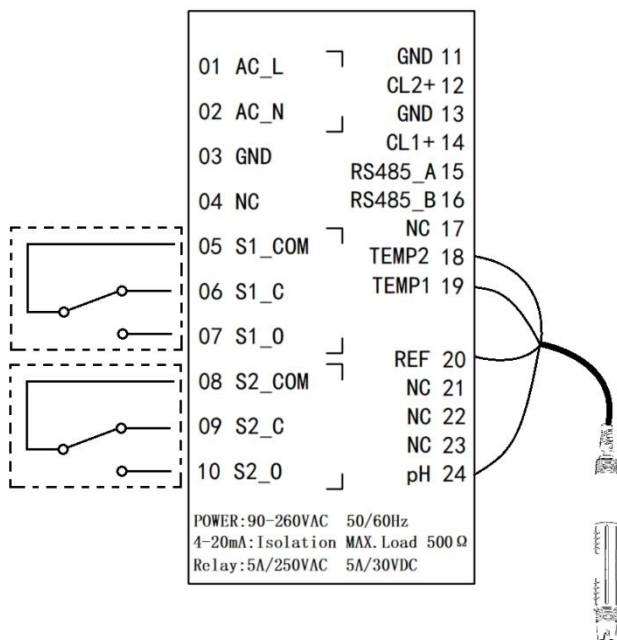 01 AC_L
02 AC_N
03 GND
04 NC
05 S1_COM
06 S1_C
07 S1_O
08 S2_COM
09 S2_C
10 S2_O
GND 11
CL2+ 12
GND 13
CL1+ 14
RS485_A 15
RS485_B 16
NC 17
TEMP2 18
TEMP1 19
REF 20
NC 21
NC 22
NC 23
pH 24
POWER:90-260VAC 50/60Hz
4-20mA:Isolation MAX.Load 500Ω
Relay:5A/250VAC 5A/30VDC